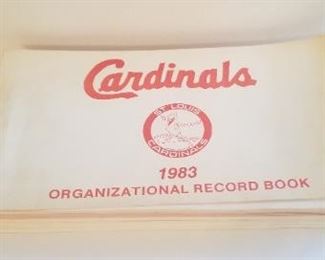 Cardinals
ST. LOUIS
CARDINALS
1983
ORGANIZATIONAL RECORD BOOK